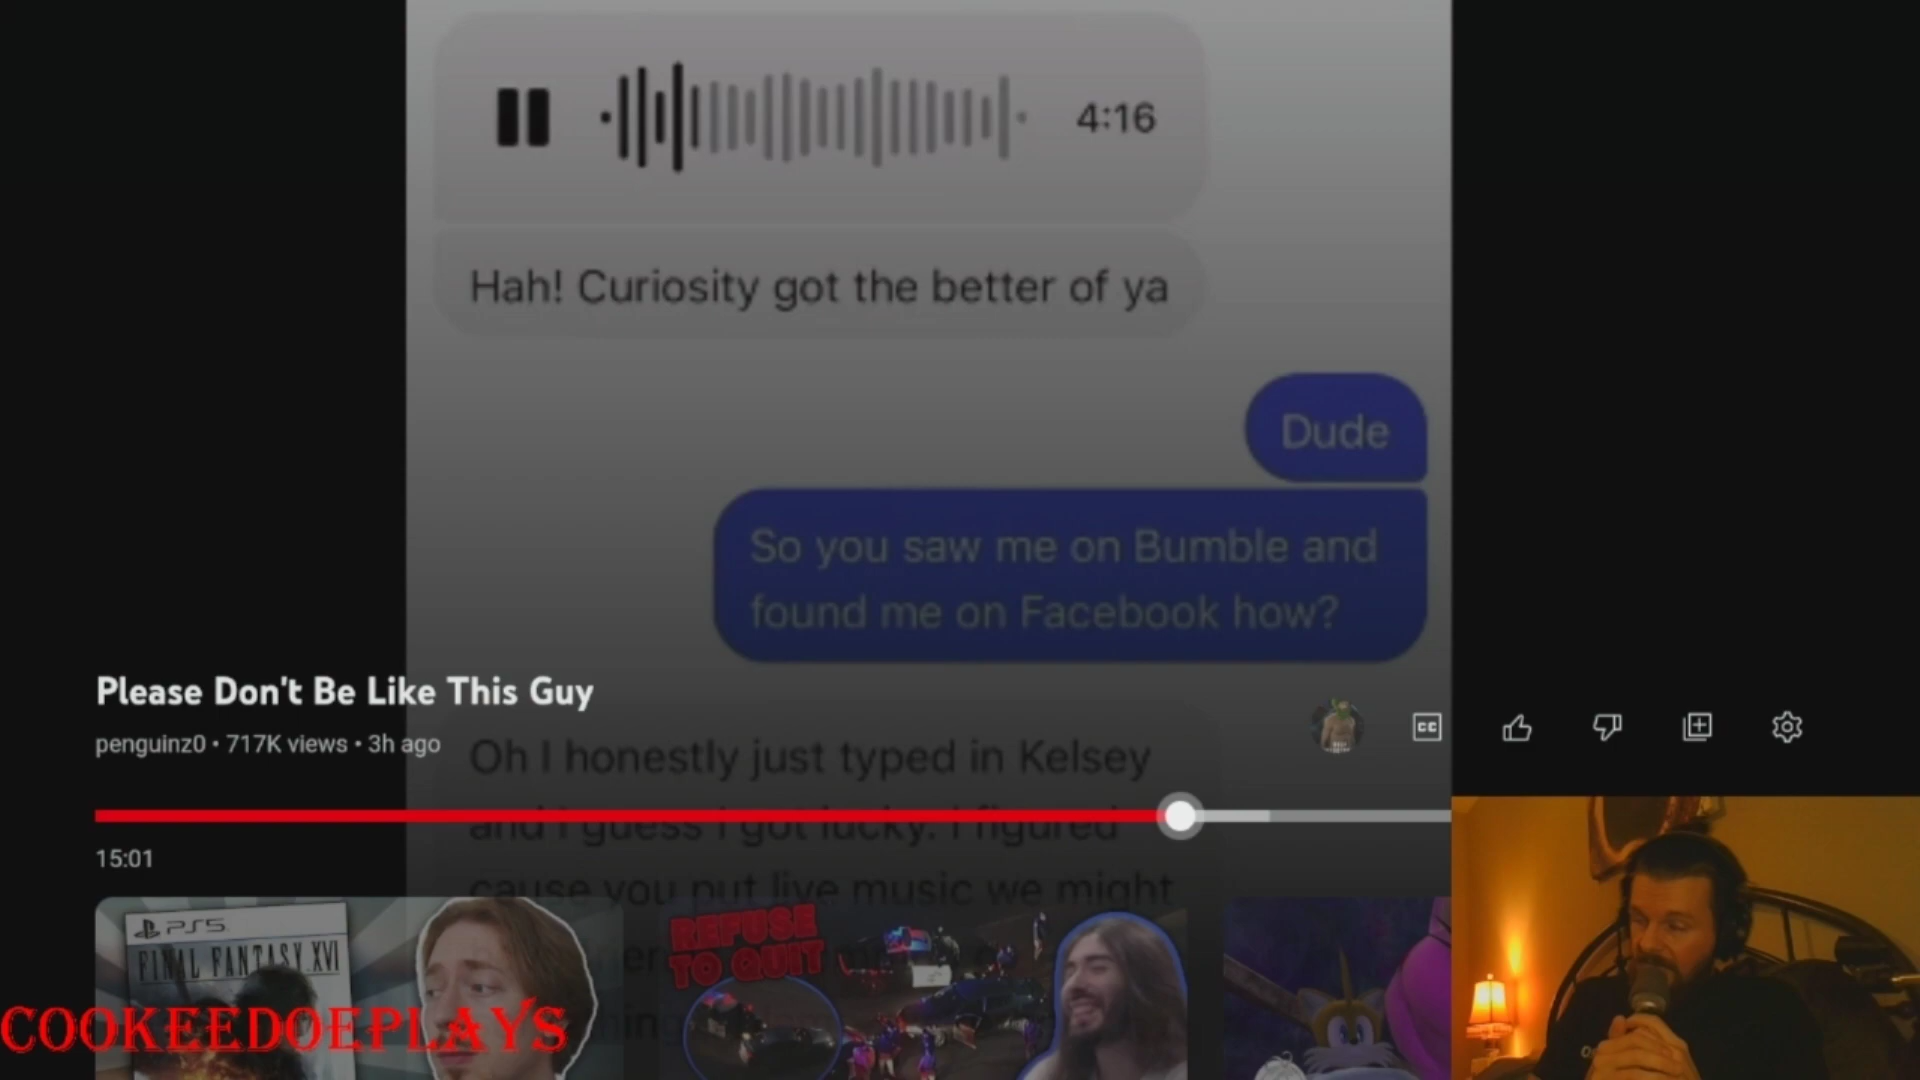 4:16
Hah! Curiosity got the better of ya
Dude
So you saw me on Bumble and
found me on Facebook how?
Please Don't Be Like This Guy
penguinz0 • 717K views • 3h ago
CC
Oh I honestly just typed in Kelsey
and I guess I got lucky. I figured
cause you put live music we might
15:01
PS5
FINAL FANTASY XVI
REFUSE
TO QUIT
COOKEEDOEPLAYS